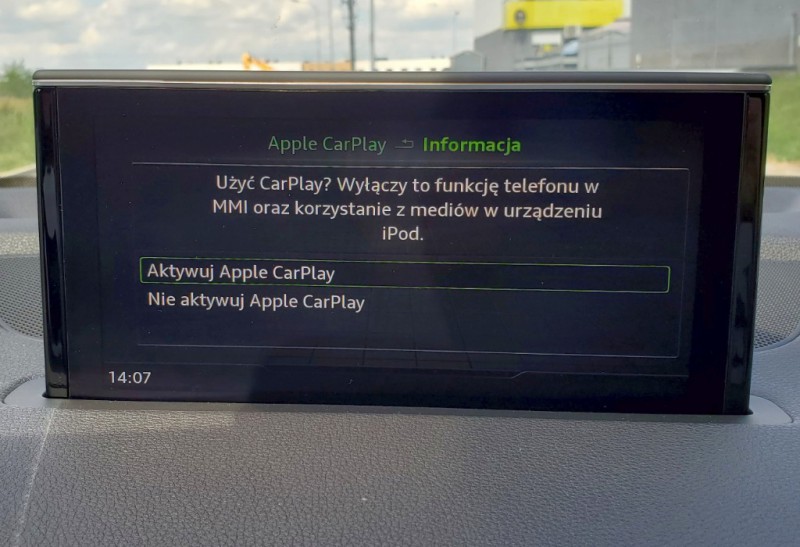 Apple CarPlay Informacja
Użyć CarPlay? Wyłączy to funkcję telefonu w
MMI oraz korzystanie z mediów w urządzeniu
iPod.
Aktywuj Apple CarPlay
Nie aktywuj Apple CarPlay
14:07